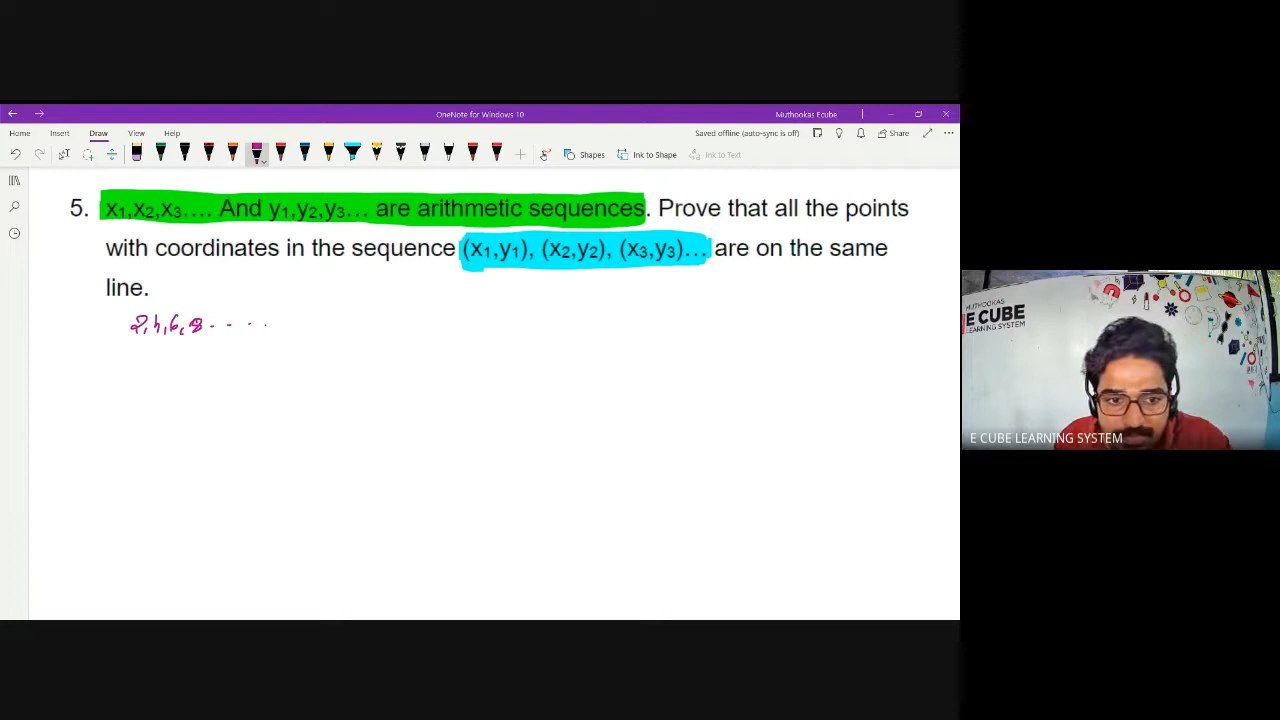 OneNote for Windows 10
Muthookas Ecube
Home Insert Draw View Help
Saved offline (auto-sync is off)
Share
Shapes
Ink to Shape
Ink to Text
5. x₁,x₂,x₃…. And y₁,y₂,y₃… are arithmetic sequences. Prove that all the points
with coordinates in the sequence (x₁,y₁), (x₂,y₂), (x₃,y₃)… are on the same
line.
2,4,6,8.....
MUTHOOKAS
E CUBE
LEARNING SYSTEM
E CUBE LEARNING SYSTEM